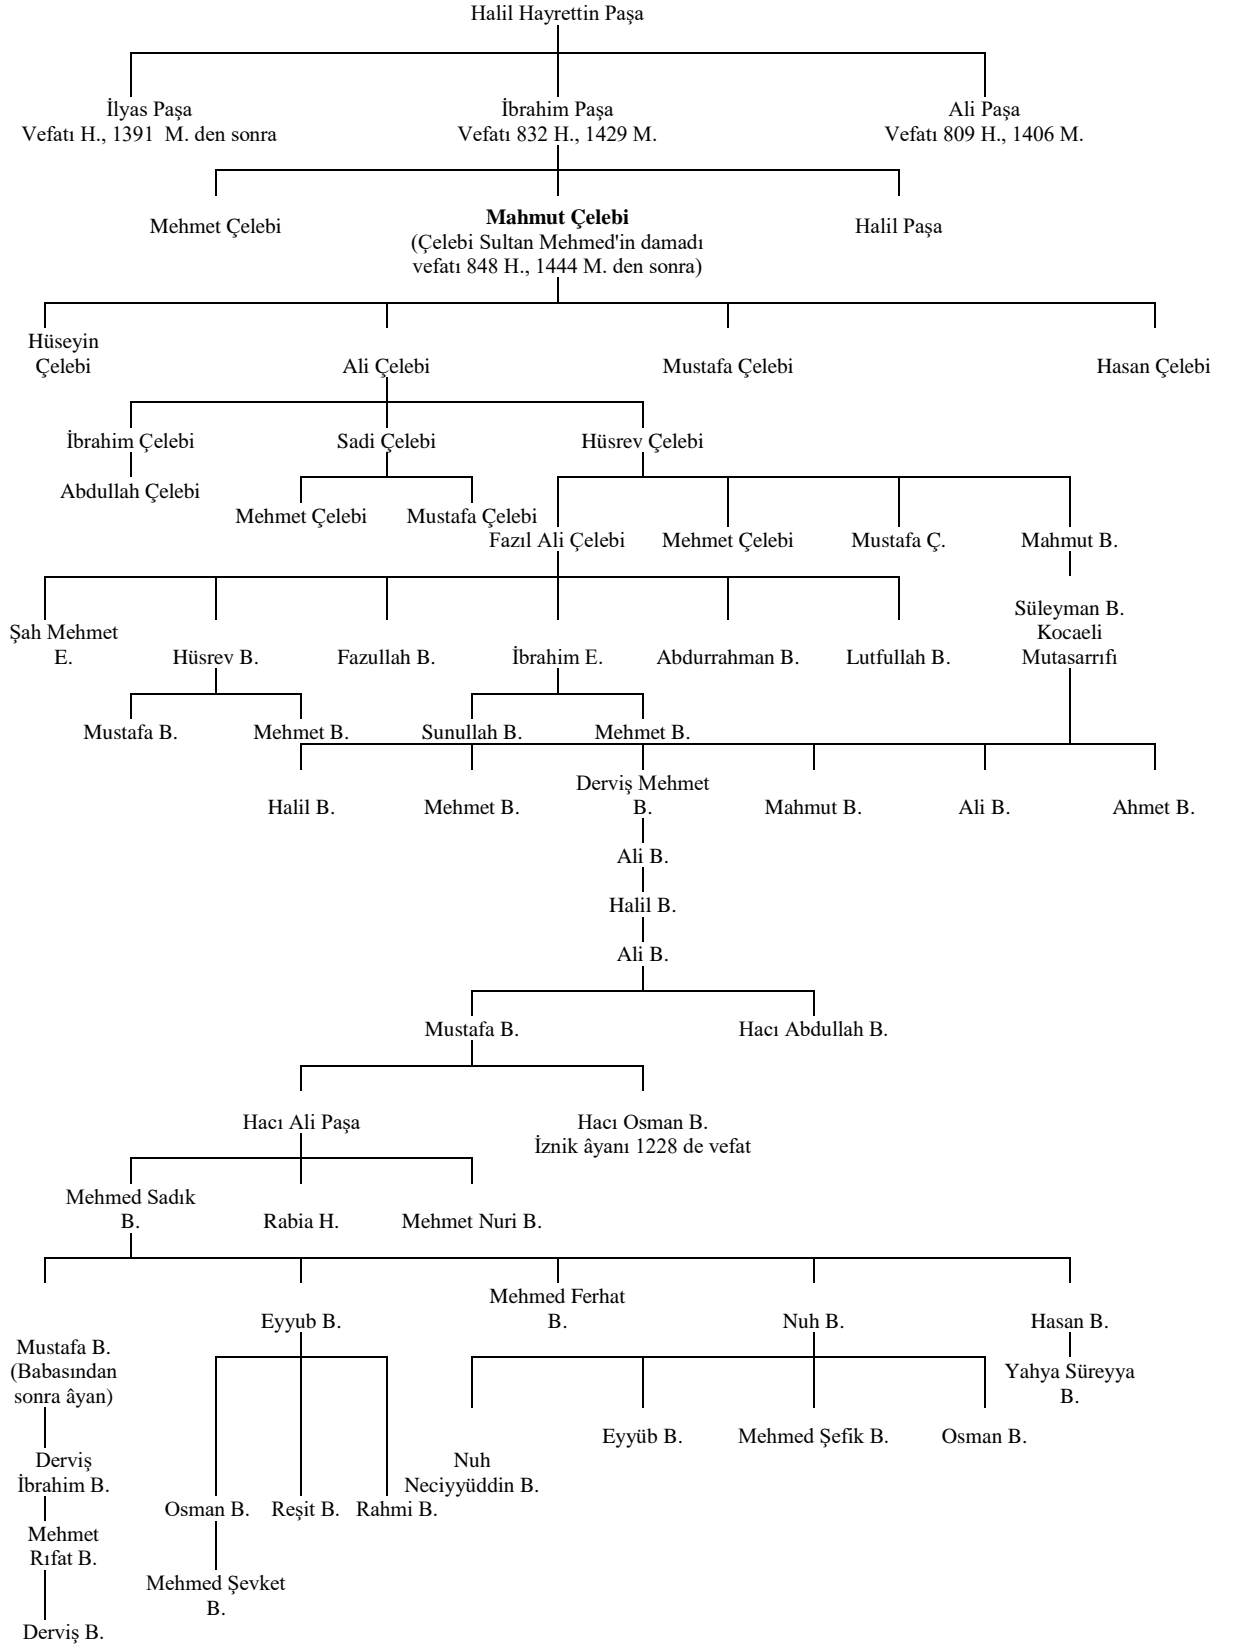 Halil Hayrettin Paşa
İlyas Paşa
Vefatı H., 1391 M. den sonra
İbrahim Paşa
Vefatı 832 H., 1429 M.
Ali Paşa
Vefatı 809 H., 1406 M.
Mehmet Çelebi
Mahmut Çelebi
(Çelebi Sultan Mehmed'in damadı
vefatı 848 H., 1444 M. den sonra)
Halil Paşa
Hüseyin
Çelebi
Ali Çelebi
Mustafa Çelebi
Hasan Çelebi
İbrahim Çelebi
Sadi Çelebi
Hüsrev Çelebi
Abdullah Çelebi
Mehmet Çelebi
Mustafa Çelebi
Fazıl Ali Çelebi
Mehmet Çelebi
Mustafa Ç.
Mahmut B.
Şah Mehmet
E.
Hüsrev B.
Fazullah B.
İbrahim E.
Abdurrahman B.
Lutfullah B.
Süleyman B.
Kocaeli
Mutasarrıfı
Mustafa B.
Mehmet B.
Sunullah B.
Mehmet B.
Halil B.
Mehmet B.
Derviş Mehmet
B.
Mahmut B.
Ali B.
Ahmet B.
Ali B.
Halil B.
Ali B.
Mustafa B.
Hacı Abdullah B.
Hacı Ali Paşa
Hacı Osman B.
İznik âyanı 1228 de vefat
Mehmed Sadık
B.
Rabia H.
Mehmet Nuri B.
Mustafa B.
(Babasından
sonra âyan)
Eyyub B.
Mehmed Ferhat
B.
Nuh B.
Hasan B.
Yahya Süreyya
B.
Eyyüb B.
Mehmed Şefik B.
Osman B.
Derviş
İbrahim B.
Nuh
Neciyyüddin B.
Osman B.
Reşit B.
Rahmi B.
Mehmet
Rıfat B.
Mehmed Şevket
B.
Derviş B.